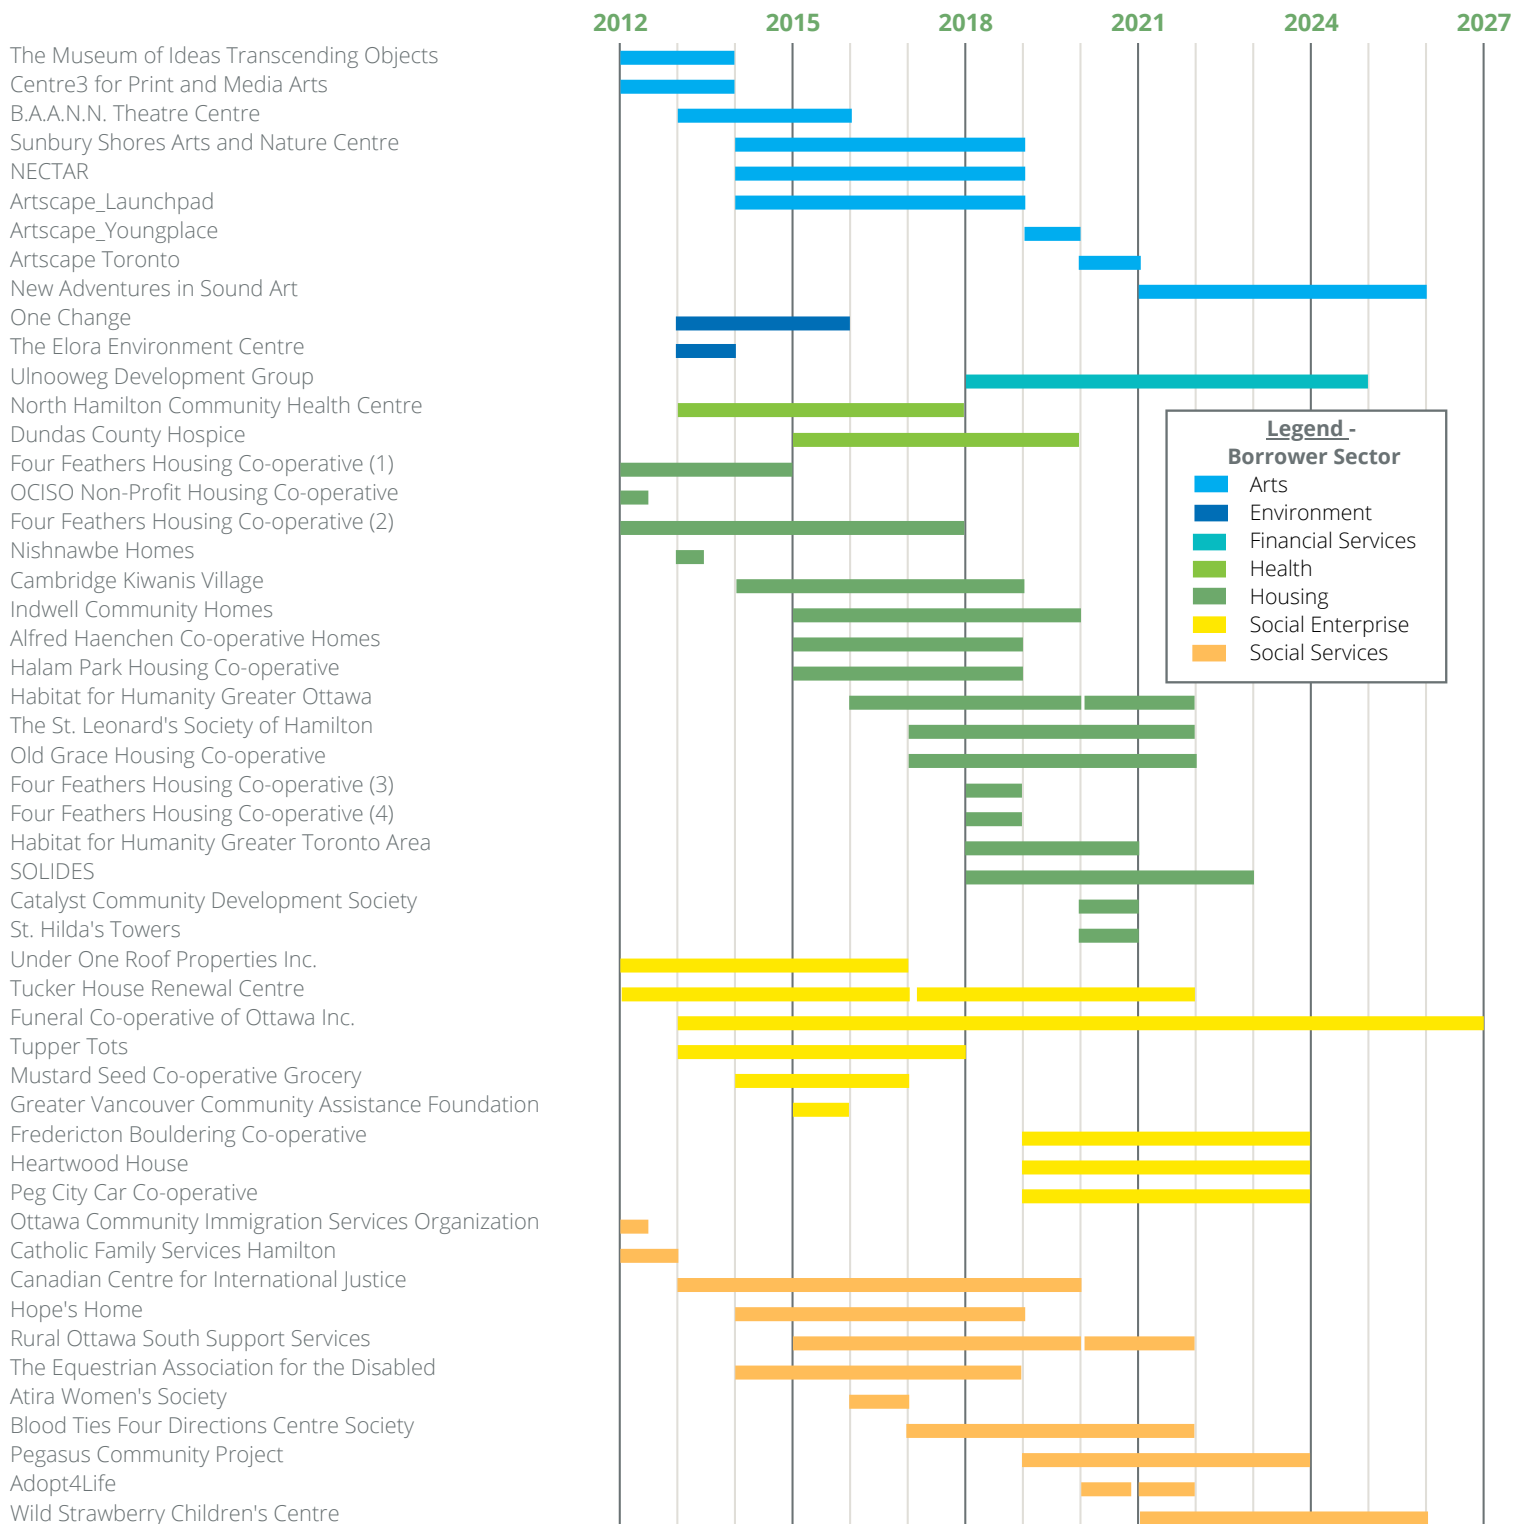 2012 2015 2018 2021 2024 2027
The Museum of Ideas Transcending Objects
Centre3 for Print and Media Arts
B.A.A.N.N. Theatre Centre
Sunbury Shores Arts and Nature Centre
NECTAR
Artscape_Launchpad
Artscape_Youngplace
Artscape Toronto
New Adventures in Sound Art
One Change
The Elora Environment Centre
Ulnooweg Development Group
North Hamilton Community Health Centre
Dundas County Hospice
Four Feathers Housing Co-operative (1)
OCISO Non-Profit Housing Co-operative
Four Feathers Housing Co-operative (2)
Nishnawbe Homes
Cambridge Kiwanis Village
Indwell Community Homes
Alfred Haenchen Co-operative Homes
Halam Park Housing Co-operative
Habitat for Humanity Greater Ottawa
The St. Leonard's Society of Hamilton
Old Grace Housing Co-operative
Four Feathers Housing Co-operative (3)
Four Feathers Housing Co-operative (4)
Habitat for Humanity Greater Toronto Area
SOLIDES
Catalyst Community Development Society
St. Hilda's Towers
Under One Roof Properties Inc.
Tucker House Renewal Centre
Funeral Co-operative of Ottawa Inc.
Tupper Tots
Mustard Seed Co-operative Grocery
Greater Vancouver Community Assistance Foundation
Fredericton Bouldering Co-operative
Heartwood House
Peg City Car Co-operative
Ottawa Community Immigration Services Organization
Catholic Family Services Hamilton
Canadian Centre for International Justice
Hope's Home
Rural Ottawa South Support Services
The Equestrian Association for the Disabled
Atira Women's Society
Blood Ties Four Directions Centre Society
Pegasus Community Project
Adopt4Life
Wild Strawberry Children's Centre
Legend -
Borrower Sector
Arts
Environment
Financial Services
Health
Housing
Social Enterprise
Social Services